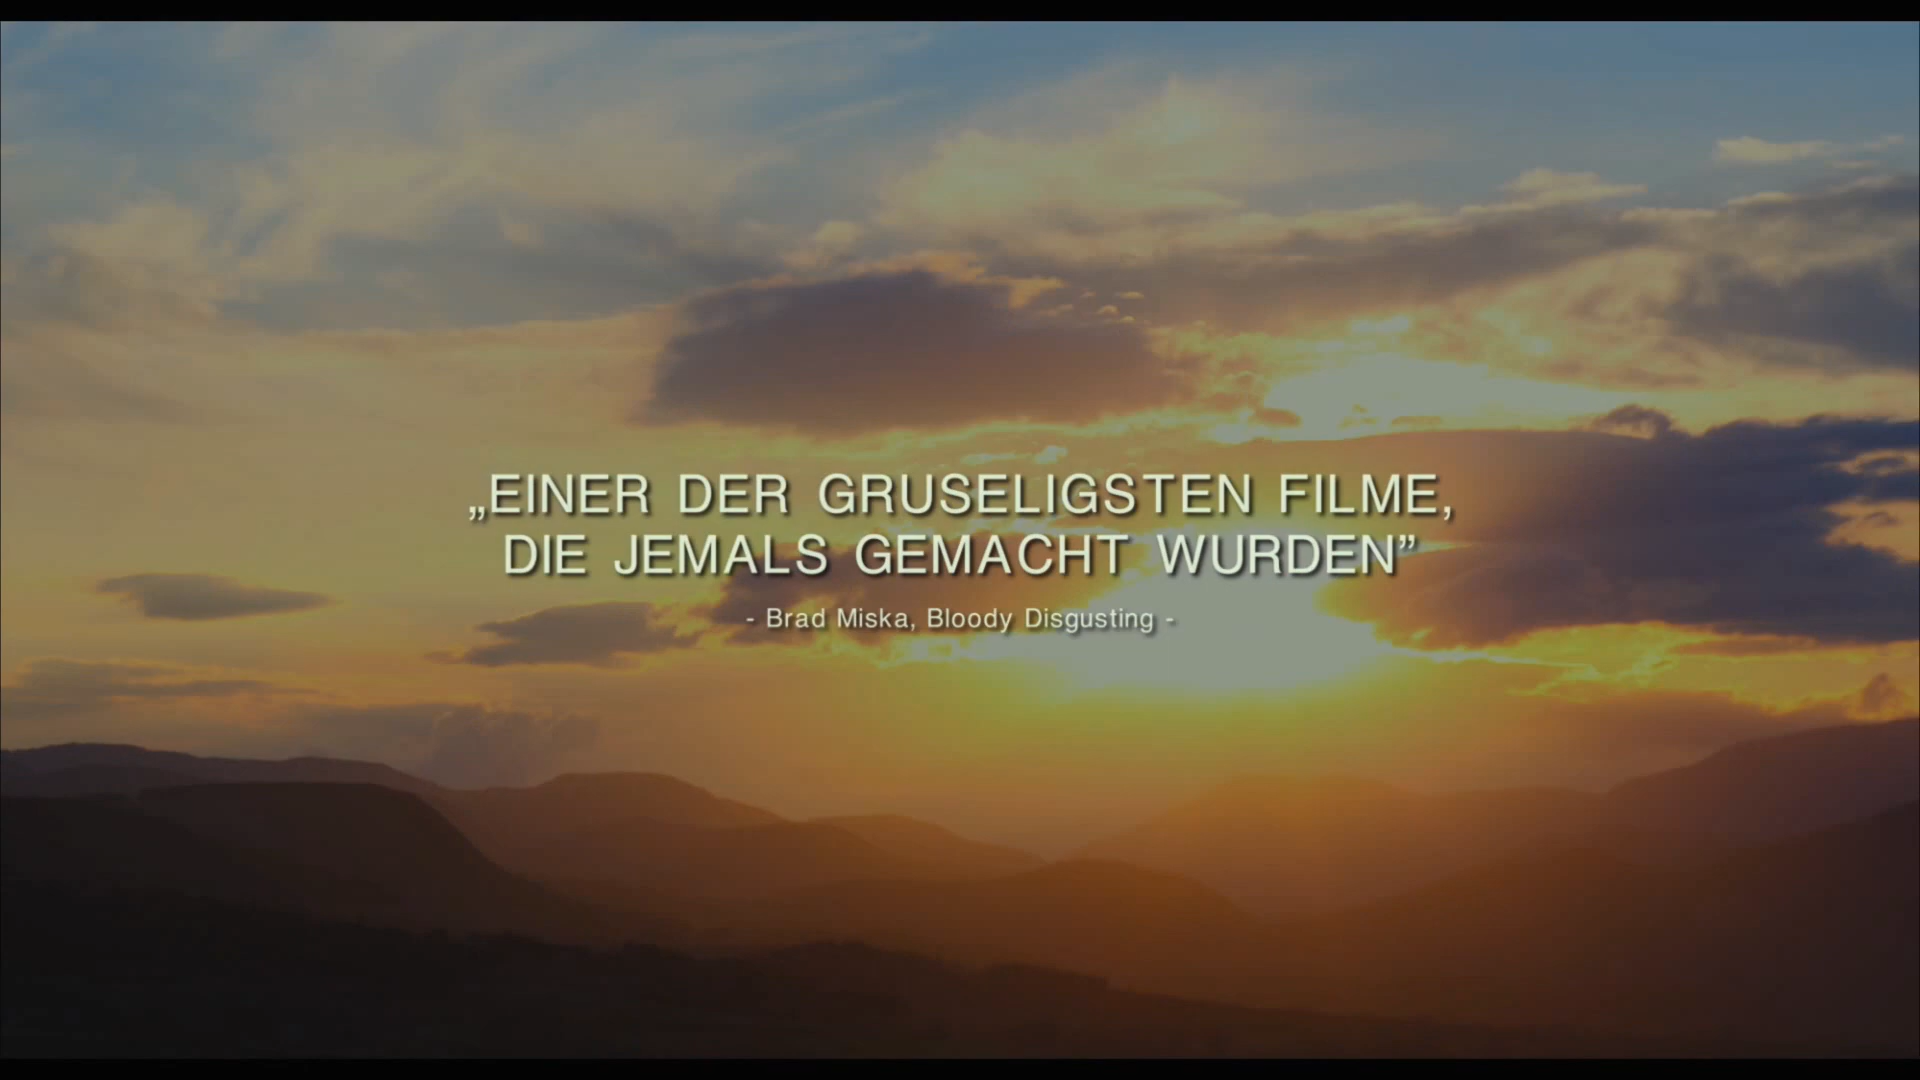 „EINER DER GRUSELIGSTEN FILME,
DIE JEMALS GEMACHT WURDEN”
- Brad Miska, Bloody Disgusting -